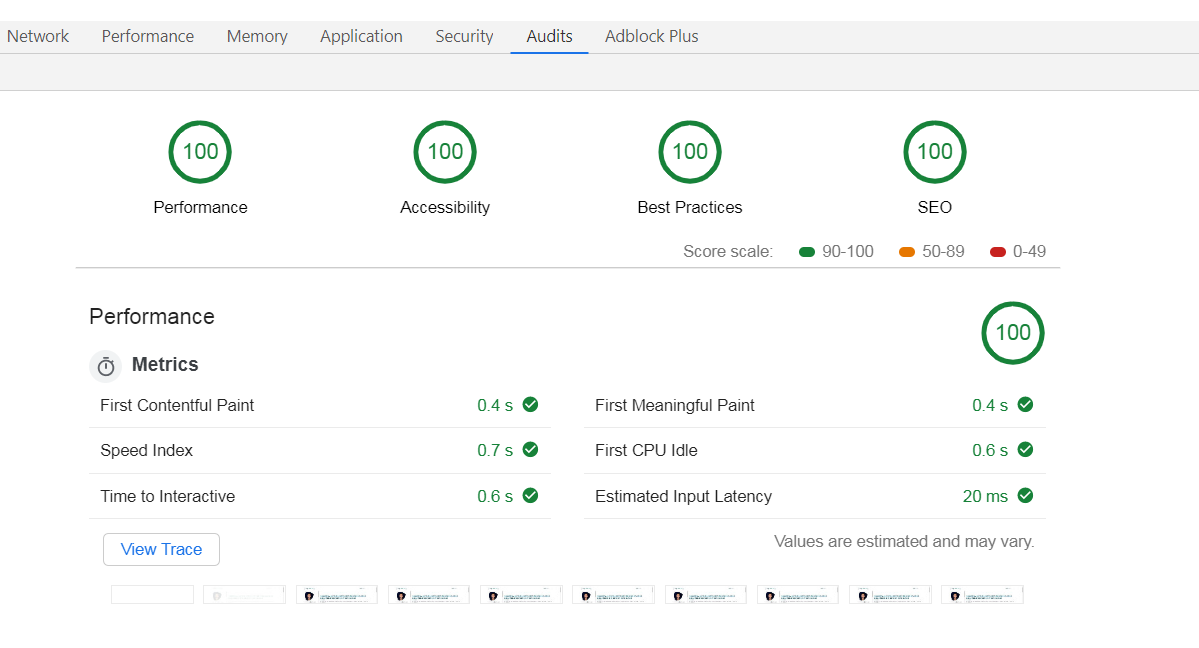 Network Performance Memory Application Security Audits Adblock Plus
100 100 100 100
Performance Accessibility Best Practices SEO
Score scale: 90-100 50-89 0-49
Performance
100
Metrics
First Contentful Paint 0.4 s First Meaningful Paint 0.4 s
Speed Index 0.7 s First CPU Idle 0.6 s
Time to Interactive 0.6 s Estimated Input Latency 20 ms
View Trace Values are estimated and may vary.